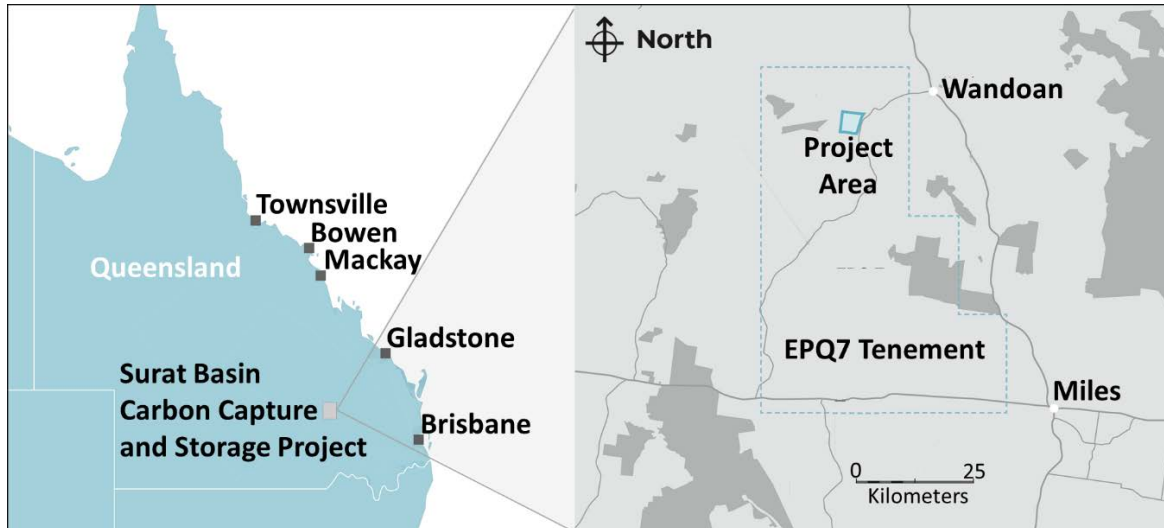 Townsville
Bowen
Mackay
Queensland
Gladstone
Surat Basin
Carbon Capture
and Storage Project
Brisbane
North
Wandoan
Project
Area
EPQ7 Tenement
Miles
0 25
Kilometers